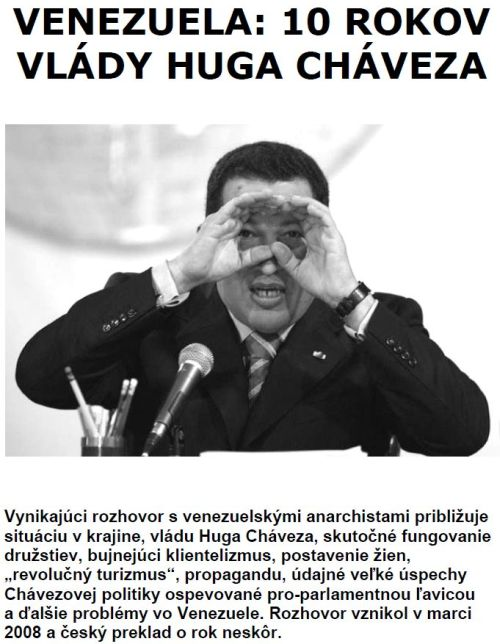 VENEZUELA: 10 ROKOV
VLÁDY HUGA CHÁVEZA
Vynikajúci rozhovor s venezuelskými anarchistami približuje
situáciu v krajine, vládu Huga Cháveza, skutočné fungovanie
družstiev, bujnejúci klientelizmus, postavenie žien,
„revolučný turizmus“, propagandu, údajné veľké úspechy
Chávezovej politiky ospevované pro-parlamentnou ľavicou
a ďalšie problémy vo Venezuele. Rozhovor vznikol v marci
2008 a český preklad o rok neskôr.